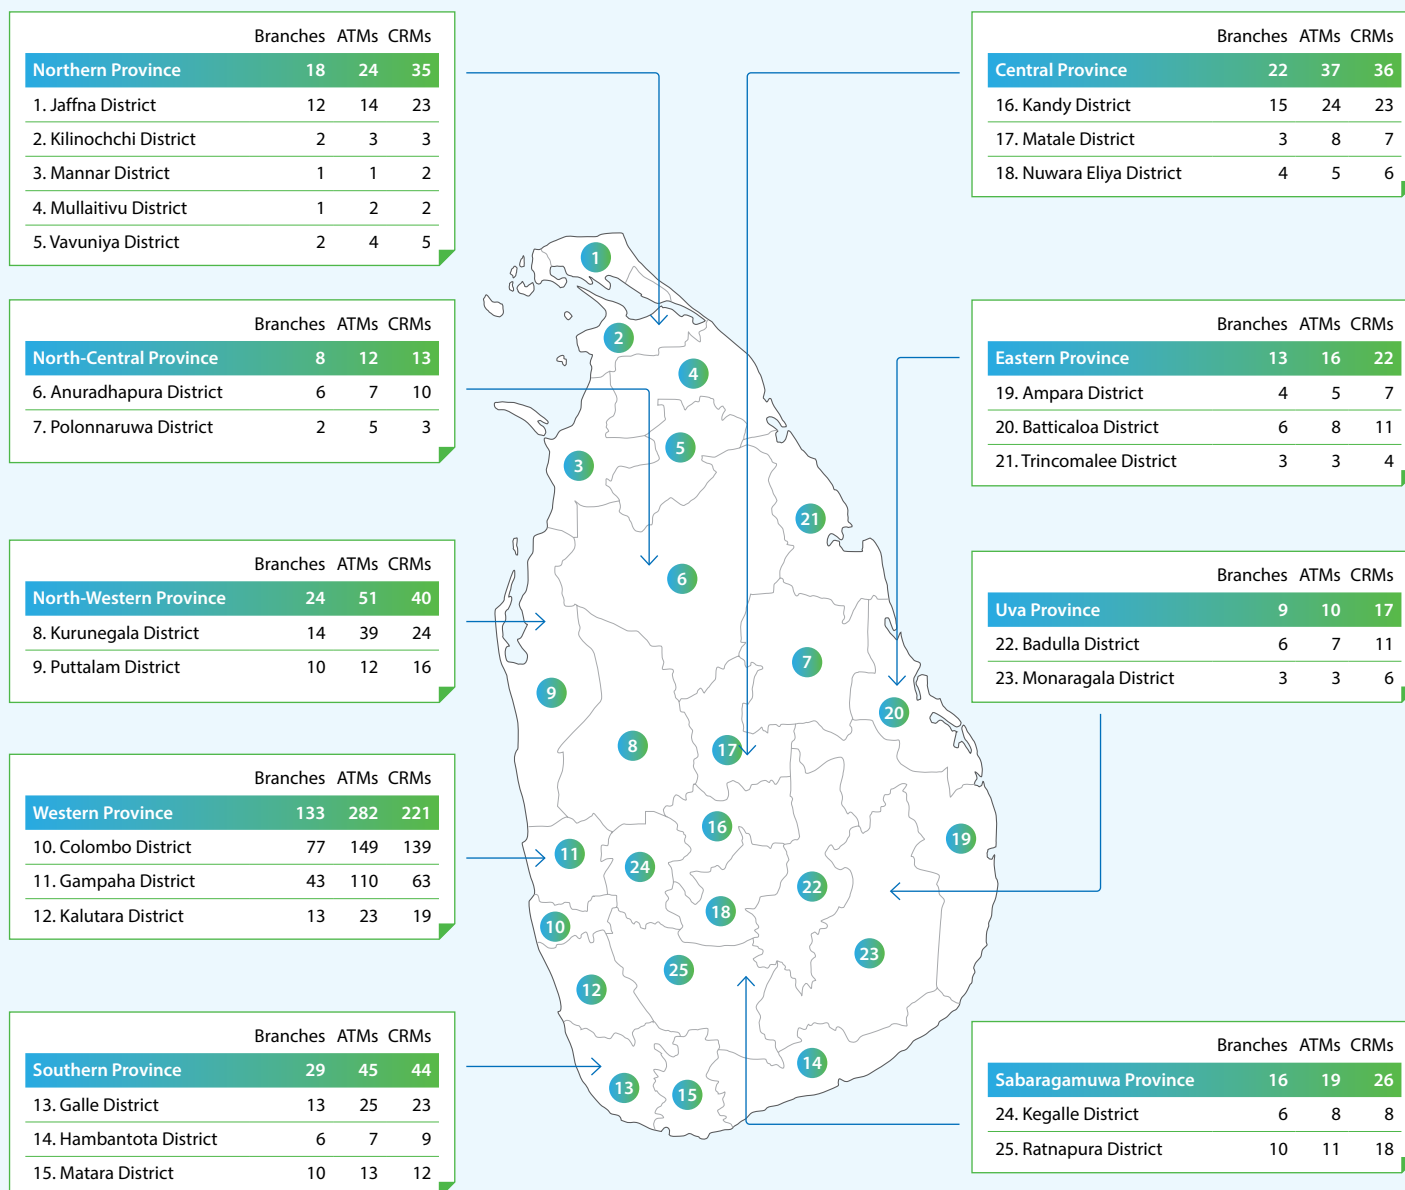 Branches ATMs CRMs
Northern Province 18 24 35
1. Jaffna District 12 14 23
2. Kilinochchi District 2 3 3
3. Mannar District 1 1 2
4. Mullaitivu District 1 2 2
5. Vavuniya District 2 4 5
Branches ATMs CRMs
North-Central Province 8 12 13
6. Anuradhapura District 6 7 10
7. Polonnaruwa District 2 5 3
Branches ATMs CRMs
North-Western Province 24 51 40
8. Kurunegala District 14 39 24
9. Puttalam District 10 12 16
Branches ATMs CRMs
Western Province 133 282 221
10. Colombo District 77 149 139
11. Gampaha District 43 110 63
12. Kalutara District 13 23 19
Branches ATMs CRMs
Southern Province 29 45 44
13. Galle District 13 25 23
14. Hambantota District 6 7 9
15. Matara District 10 13 12
1
2
4
5
3
21
6
7
20
9
8
17
16
19
11
24
22
18
10
23
25
12
14
13
15
Branches ATMs CRMs
Central Province 22 37 36
16. Kandy District 15 24 23
17. Matale District 3 8 7
18. Nuwara Eliya District 4 5 6
Branches ATMs CRMs
Eastern Province 13 16 22
19. Ampara District 4 5 7
20. Batticaloa District 6 8 11
21. Trincomalee District 3 3 4
Branches ATMs CRMs
Uva Province 9 10 17
22. Badulla District 6 7 11
23. Monaragala District 3 3 6
Branches ATMs CRMs
Sabaragamuwa Province 16 19 26
24. Kegalle District 6 8 8
25. Ratnapura District 10 11 18